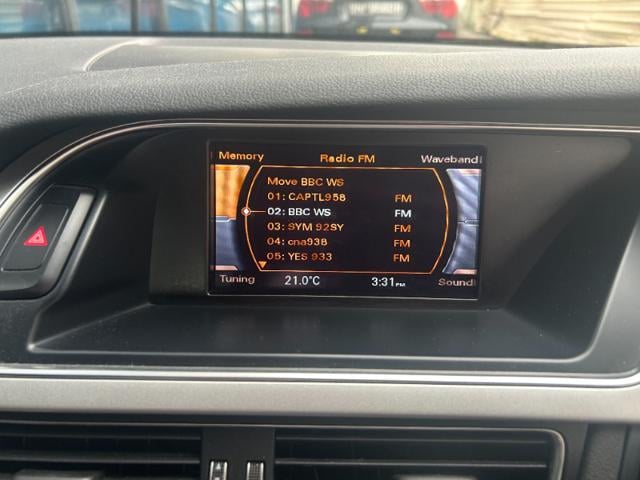 Memory Radio FM Waveband
Move BBC WS
01: CAPTL958 FM
02: BBC WS FM
03: SYM 92SY FM
04: cna938 FM
05: YES 933 FM
Tuning 21.0°C 3:31PM Sound